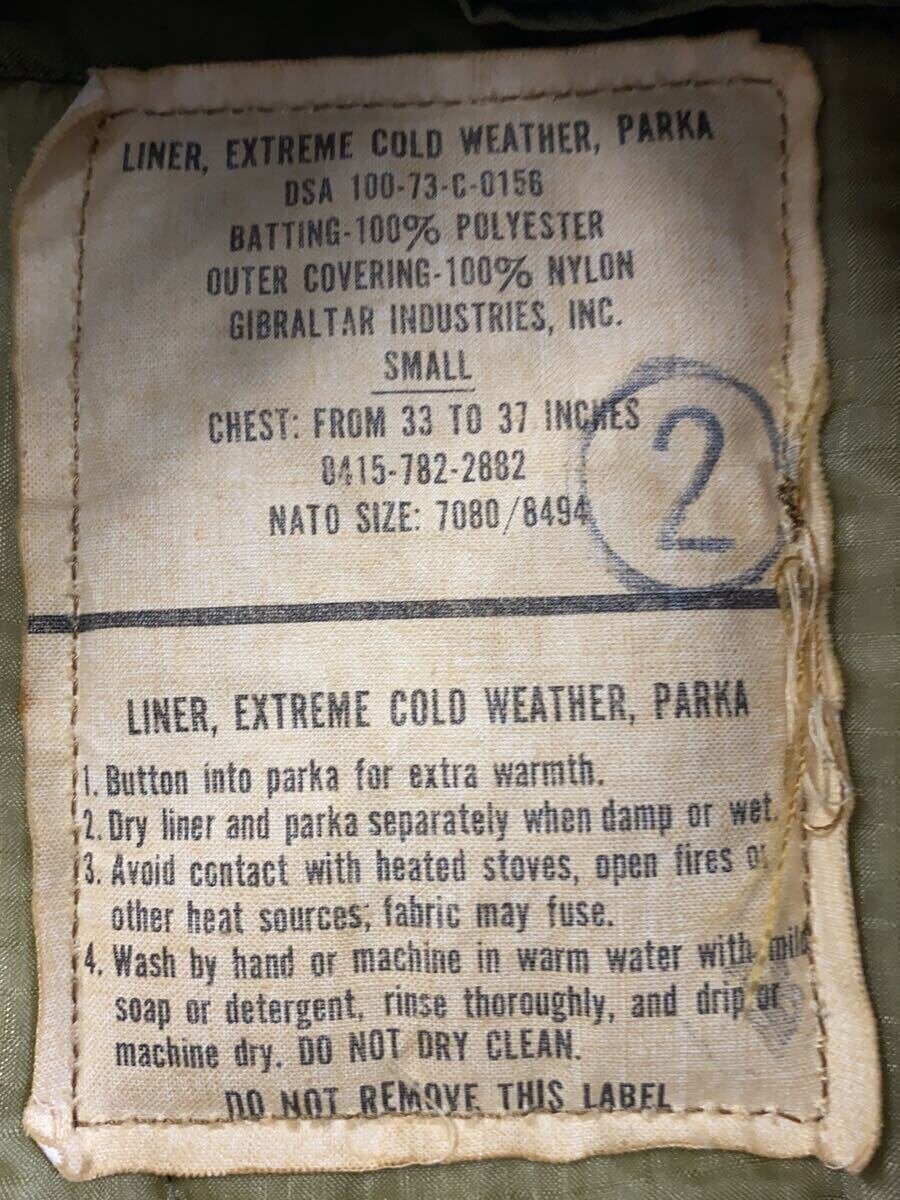 LINER, EXTREME COLD WEATHER, PARKA
DSA 100-73-C-0156
BATTING-100% POLYESTER
OUTER COVERING-100% NYLON
GIBRALTAR INDUSTRIES, INC.
SMALL
CHEST: FROM 33 TO 37 INCHES
8415-782-2882
NATO SIZE: 7080/8494
2
LINER, EXTREME COLD WEATHER, PARKA
1. Button into parka for extra warmth.
2. Dry liner and parka separately when damp or wet.
3. Avoid contact with heated stoves, open fires or
other heat sources; fabric may fuse.
4. Wash by hand or machine in warm water with mild
soap or detergent, rinse thoroughly, and drip or
machine dry. DO NOT DRY CLEAN.
DO NOT REMOVE THIS LABEL